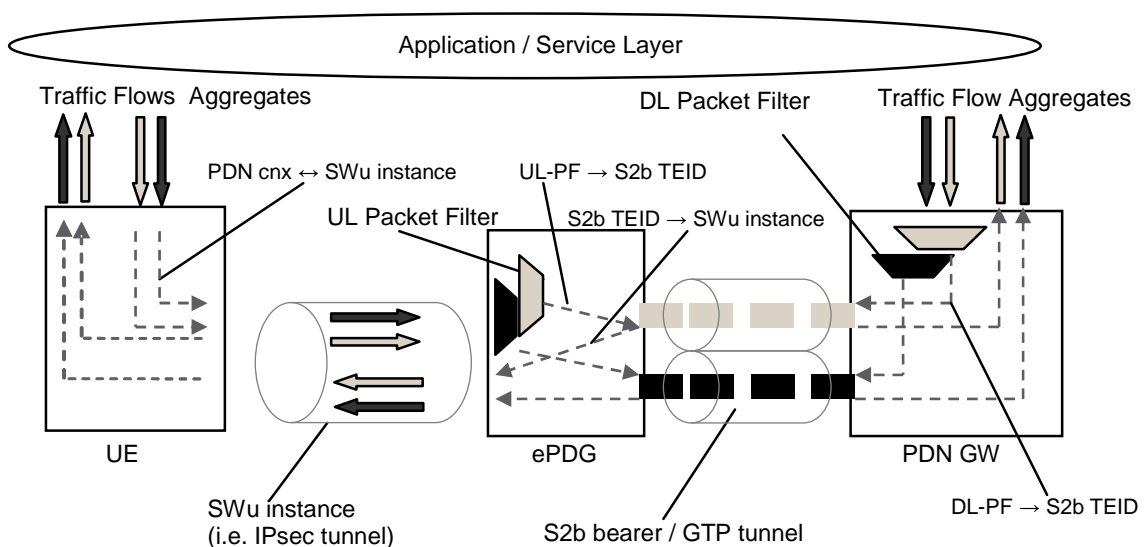 Application / Service Layer
Traffic Flows Aggregates
DL Packet Filter
Traffic Flow Aggregates
PDN cnx ↔ SWu instance
UL-PF → S2b TEID
UL Packet Filter
S2b TEID → SWu instance
UE
ePDG
PDN GW
SWu instance
(i.e. IPsec tunnel)
S2b bearer / GTP tunnel
DL-PF → S2b TEID